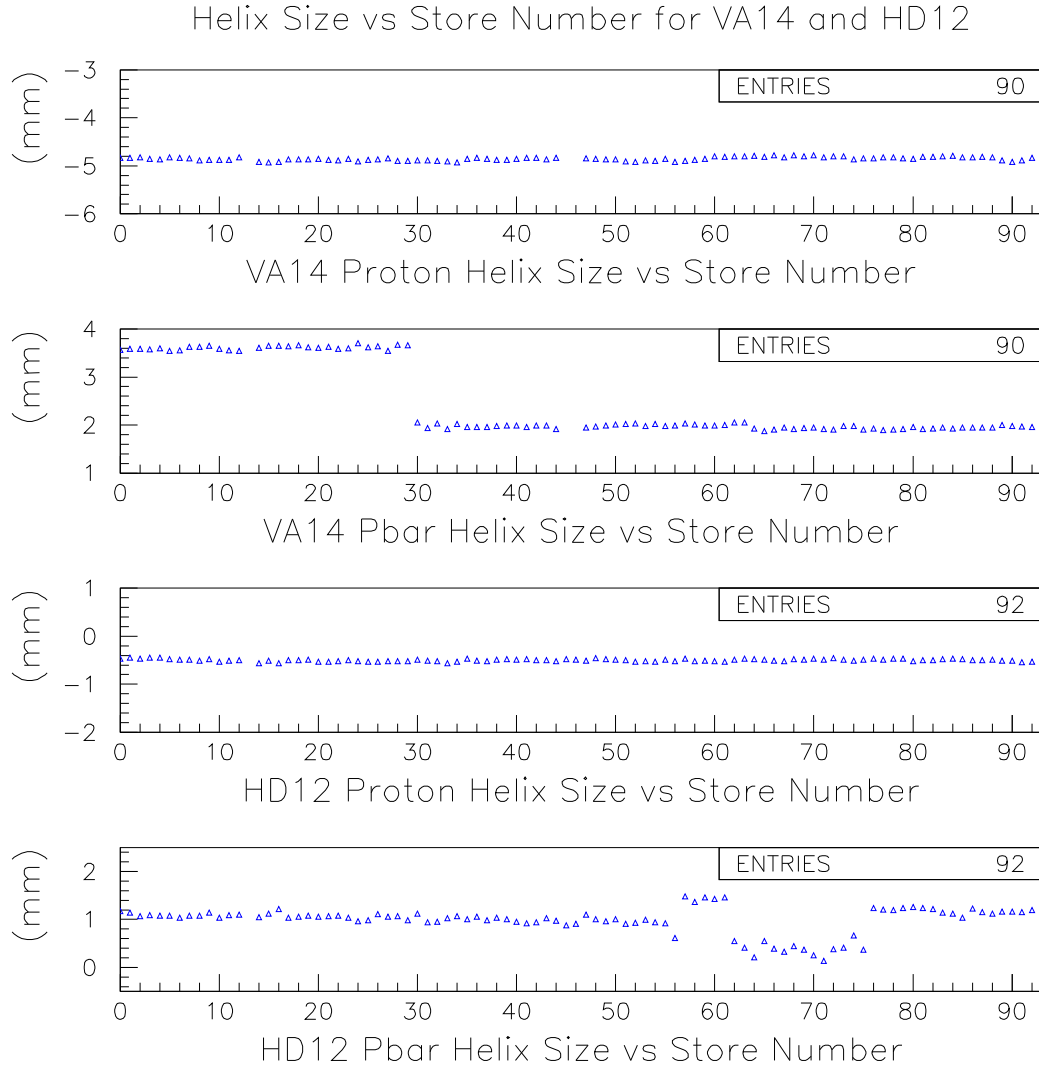 Helix Size vs Store Number for VA14 and HD12
(mm)
-3
-4
-5
-6
ENTRIES 90
0 10 20 30 40 50 60 70 80 90
VA14 Proton Helix Size vs Store Number
(mm)
4
3
2
1
ENTRIES 90
0 10 20 30 40 50 60 70 80 90
VA14 Pbar Helix Size vs Store Number
(mm)
1
0
-1
-2
ENTRIES 92
0 10 20 30 40 50 60 70 80 90
HD12 Proton Helix Size vs Store Number
(mm)
2
1
0
ENTRIES 92
0 10 20 30 40 50 60 70 80 90
HD12 Pbar Helix Size vs Store Number